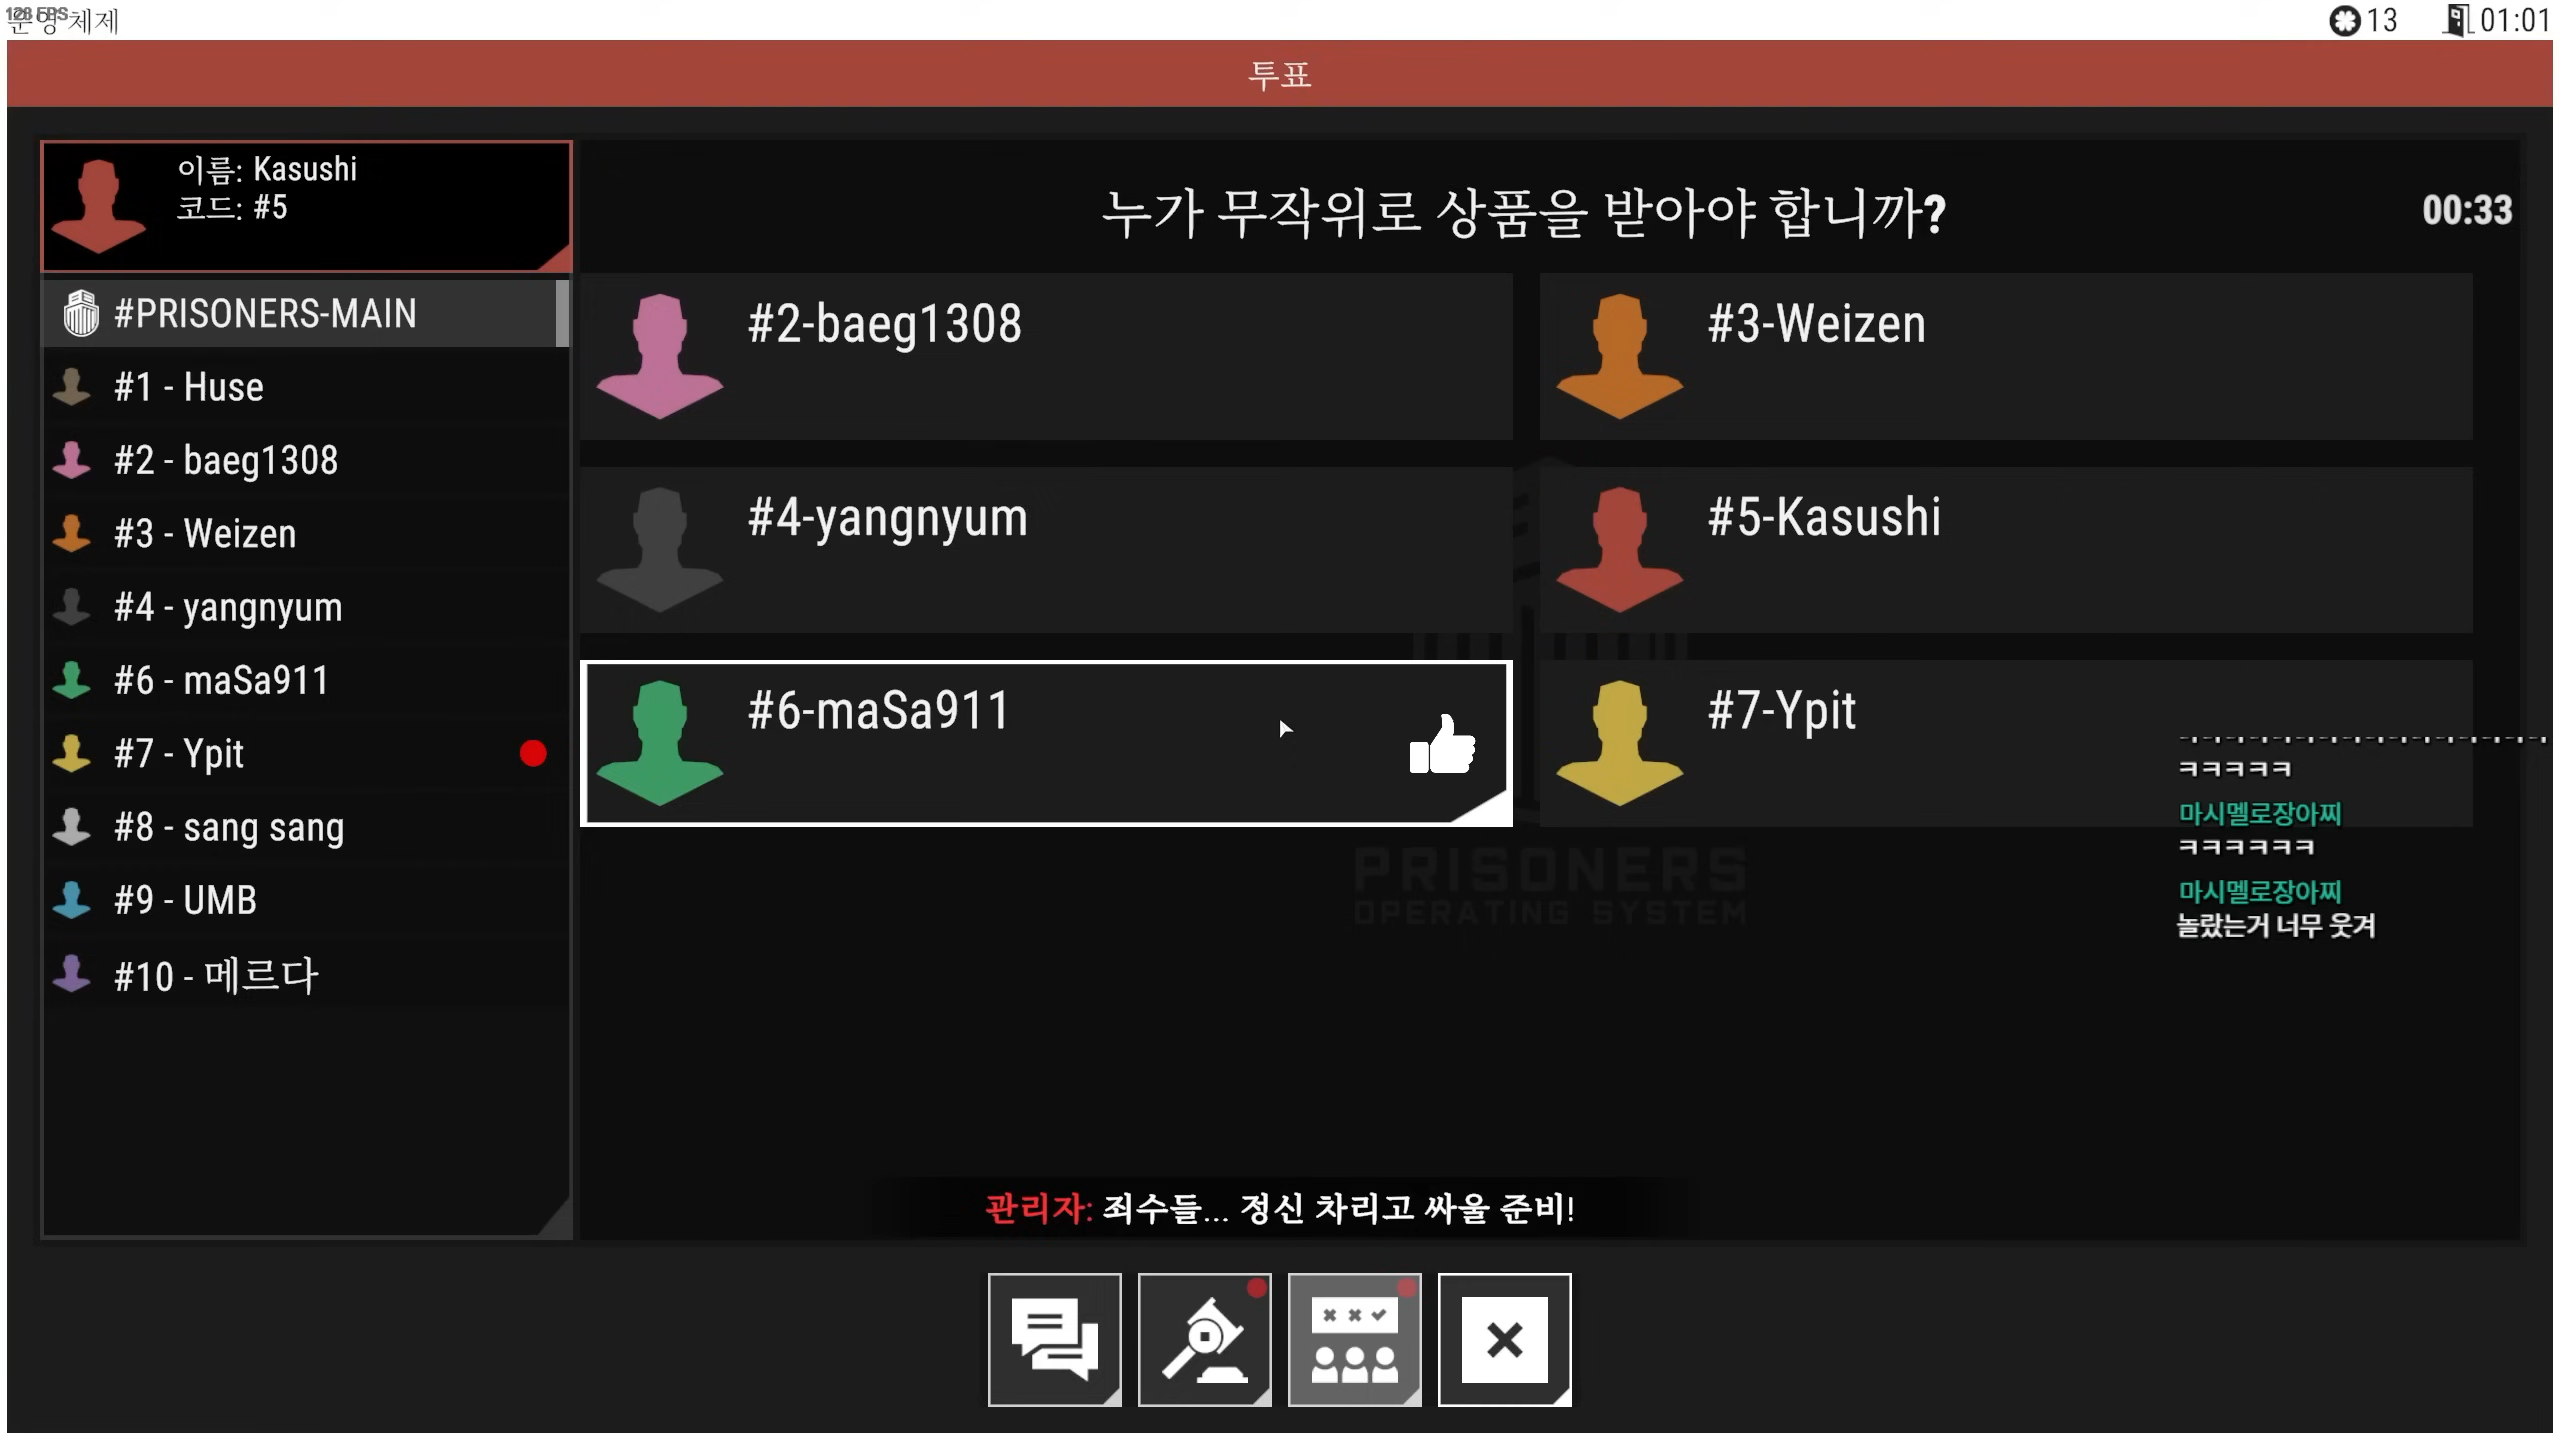 128 FPS
운영 체제
13
01:01
투표
이름: Kasushi
코드: #5
#PRISONERS-MAIN
#1 - Huse
#2 - baeg1308
#3 - Weizen
#4 - yangnyum
#6 - maSa911
#7 - Ypit
#8 - sang sang
#9 - UMB
#10 - 메르다
누가 무작위로 상품을 받아야 합니까?
00:33
#2-baeg1308
#3-Weizen
#4-yangnyum
#5-Kasushi
#6-maSa911
#7-Ypit
ㅋㅋㅋㅋㅋ
마시멜로장아찌
ㅋㅋㅋㅋㅋㅋ
마시멜로장아찌
놀랐는거 너무 웃겨
PRISONERS
OPERATING SYSTEM
관리자: 죄수들... 정신 차리고 싸울 준비!